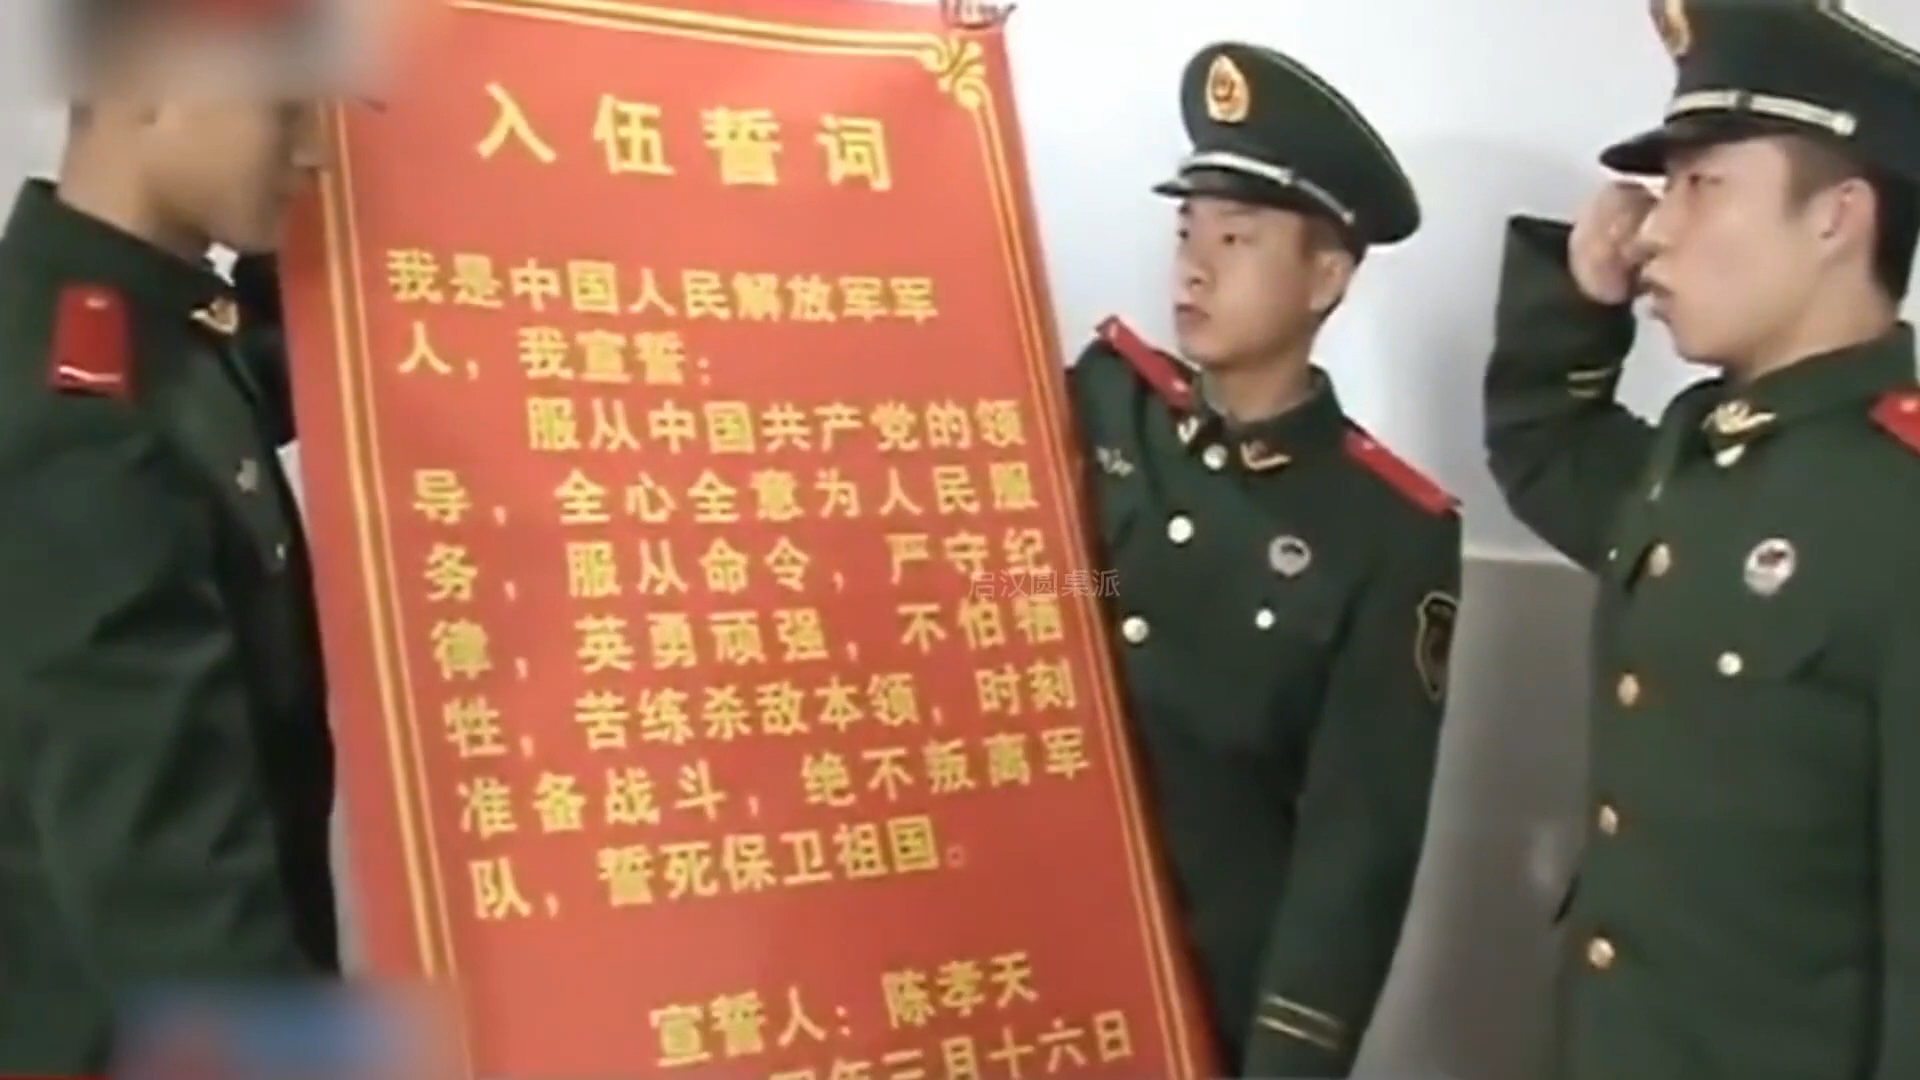 入伍誓词
我是中国人民解放军军
人，我宣誓：
服从中国共产党的领
导，全心全意为人民服
务，服从命令，严守纪
律，英勇顽强，不怕牺
牲，苦练杀敌本领，时刻
准备战斗，绝不叛离军
队，誓死保卫祖国。
宣誓人：陈孝天
年三月十六日
后汉圆桌派